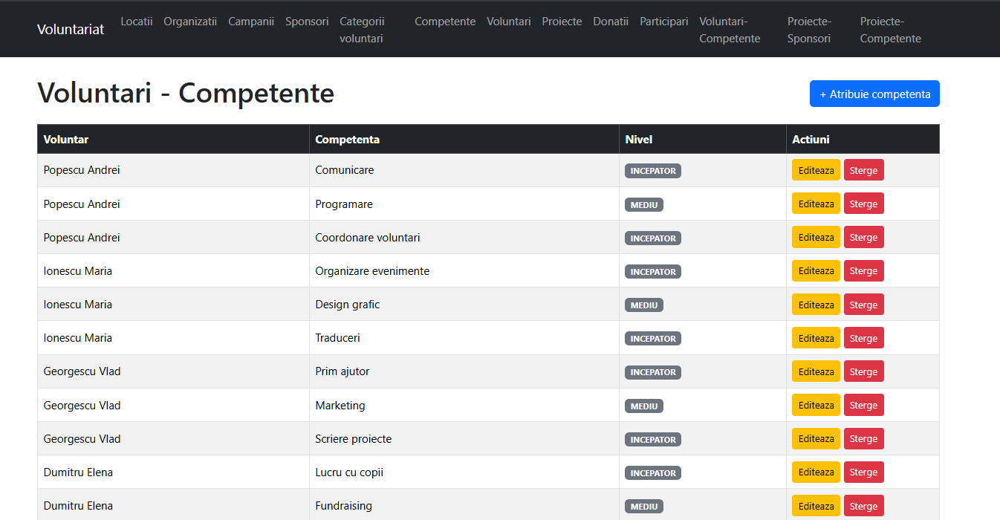 Voluntariat Locatii Organizatii Campanii Sponsori Categorii voluntari Competente Voluntari Proiecte Donatii Participari Voluntari-Competente Proiecte-Sponsori Proiecte-Competente
Voluntari - Competente + Atribuie competenta
Voluntar Competenta Nivel Actiuni
Popescu Andrei Comunicare INCEPATOR Editeaza Sterge
Popescu Andrei Programare MEDIU Editeaza Sterge
Popescu Andrei Coordonare voluntari INCEPATOR Editeaza Sterge
Ionescu Maria Organizare evenimente INCEPATOR Editeaza Sterge
Ionescu Maria Design grafic MEDIU Editeaza Sterge
Ionescu Maria Traduceri INCEPATOR Editeaza Sterge
Georgescu Vlad Prim ajutor INCEPATOR Editeaza Sterge
Georgescu Vlad Marketing MEDIU Editeaza Sterge
Georgescu Vlad Scriere proiecte INCEPATOR Editeaza Sterge
Dumitru Elena Lucru cu copii INCEPATOR Editeaza Sterge
Dumitru Elena Fundraising MEDIU Editeaza Sterge